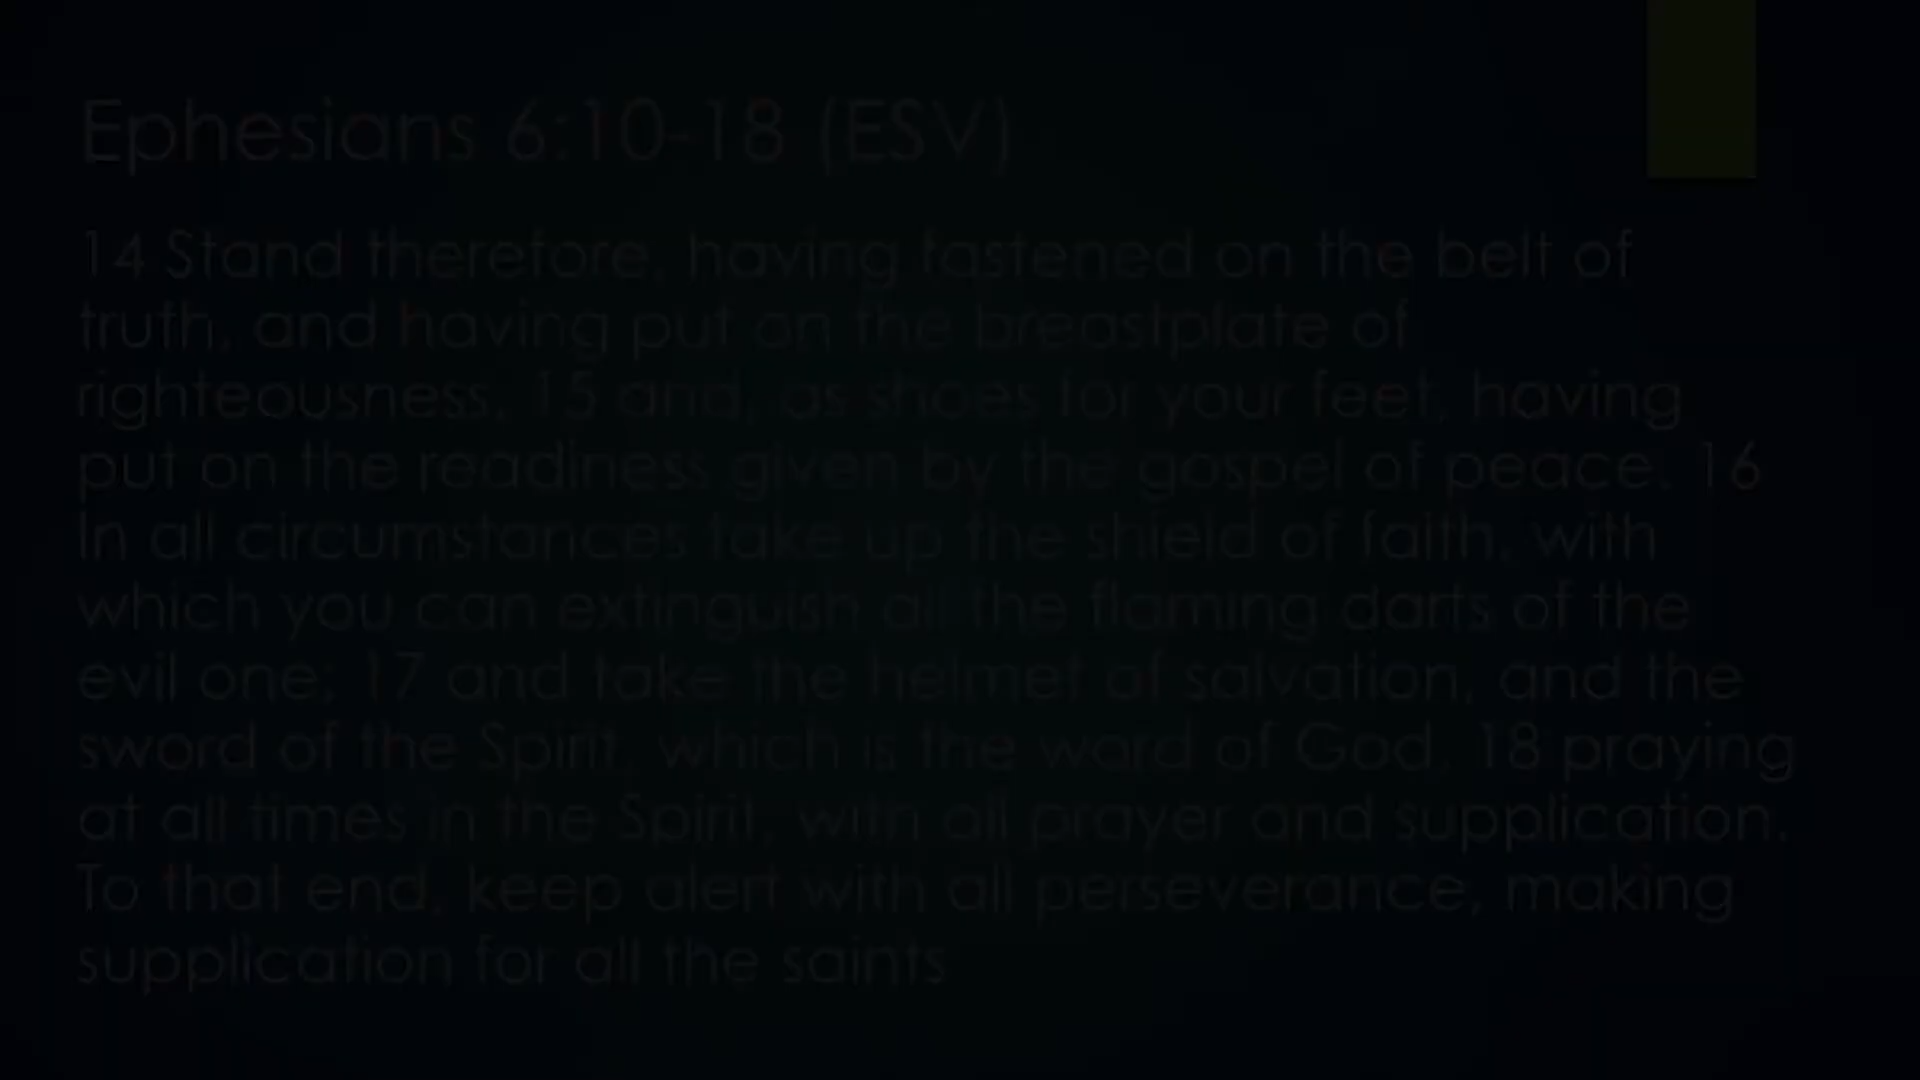 Ephesians 6:10-18 (ESV)
14 Stand therefore, having fastened on the belt of
truth, and having put on the breastplate of
righteousness, 15 and, as shoes for your feet, having
put on the readiness given by the gospel of peace. 16
In all circumstances take up the shield of faith, with
which you can extinguish all the flaming darts of the
evil one; 17 and take the helmet of salvation, and the
sword of the Spirit, which is the word of God, 18 praying
at all times in the Spirit, with all prayer and supplication.
To that end, keep alert with all perseverance, making
supplication for all the saints